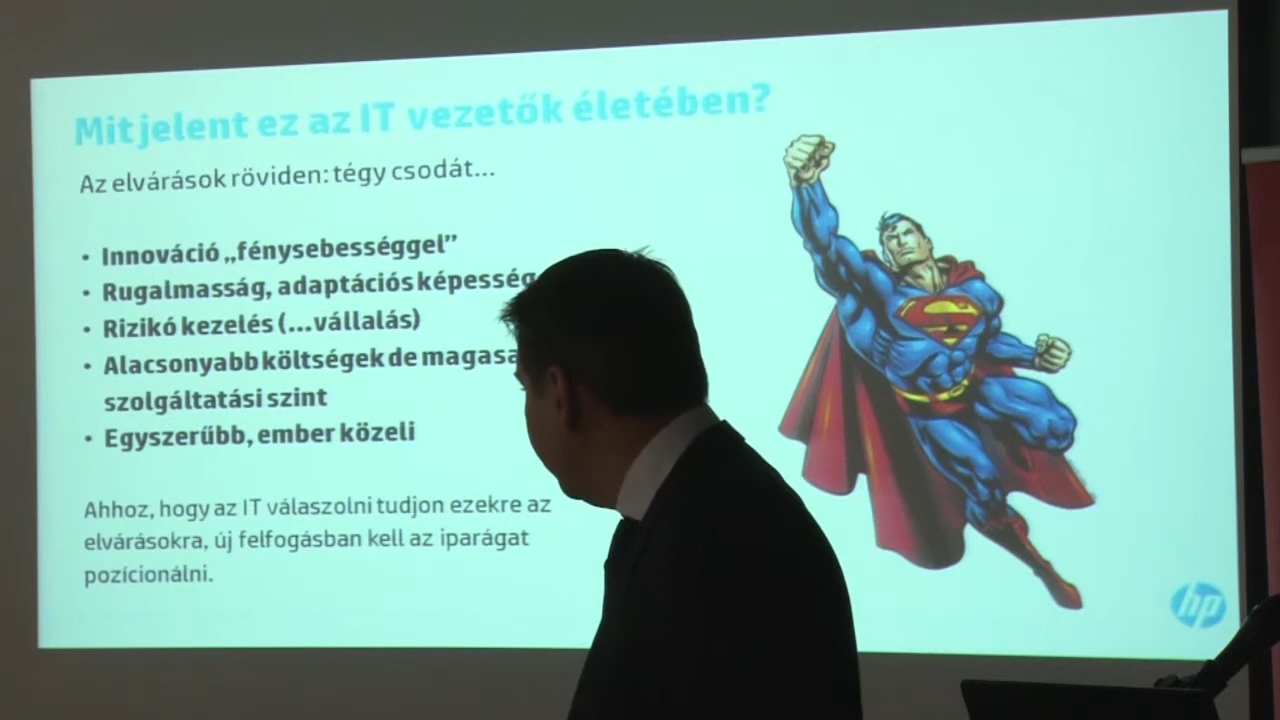 Mit jelent ez az IT vezetők életében?
Az elvárások röviden: tégy csodát...
• Innováció „fénysebességgel”
• Rugalmasság, adaptációs képesség
• Rizikó kezelés (...vállalás)
• Alacsonyabb költségek de magasa
szolgáltatási szint
• Egyszerűbb, ember közeli
Ahhoz, hogy az IT válaszolni tudjon ezekre az
elvárásokra, új felfogásban kell az iparágat
pozícionálni.
hp